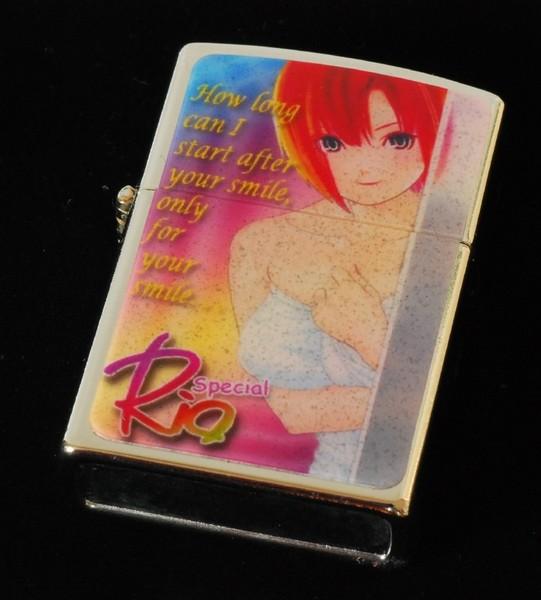 How long
can I
start after
your smile,
only
for
your
smile.
Special
Rio